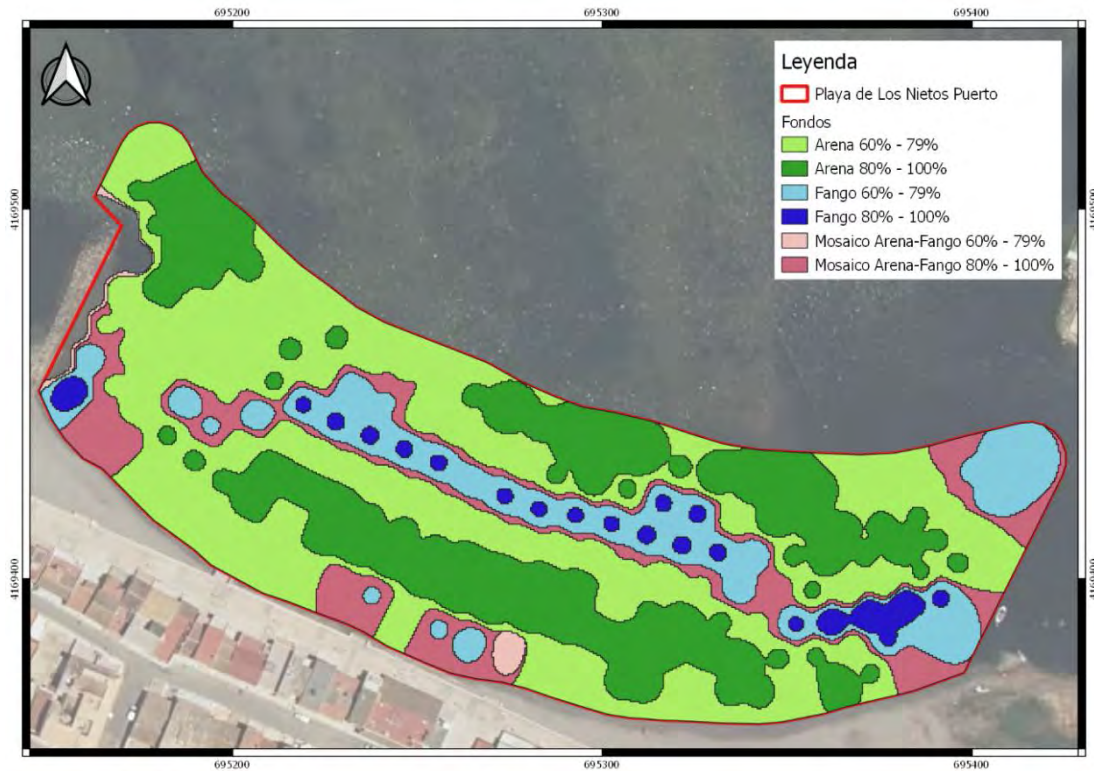 695200 695300 695400
Leyenda
Playa de Los Nietos Puerto
Fondos
Arena 60% - 79%
Arena 80% - 100%
Fango 60% - 79%
Fango 80% - 100%
Mosaico Arena-Fango 60% - 79%
Mosaico Arena-Fango 80% - 100%
4169500 4169500
4169400 4169400
695200 695300 695400